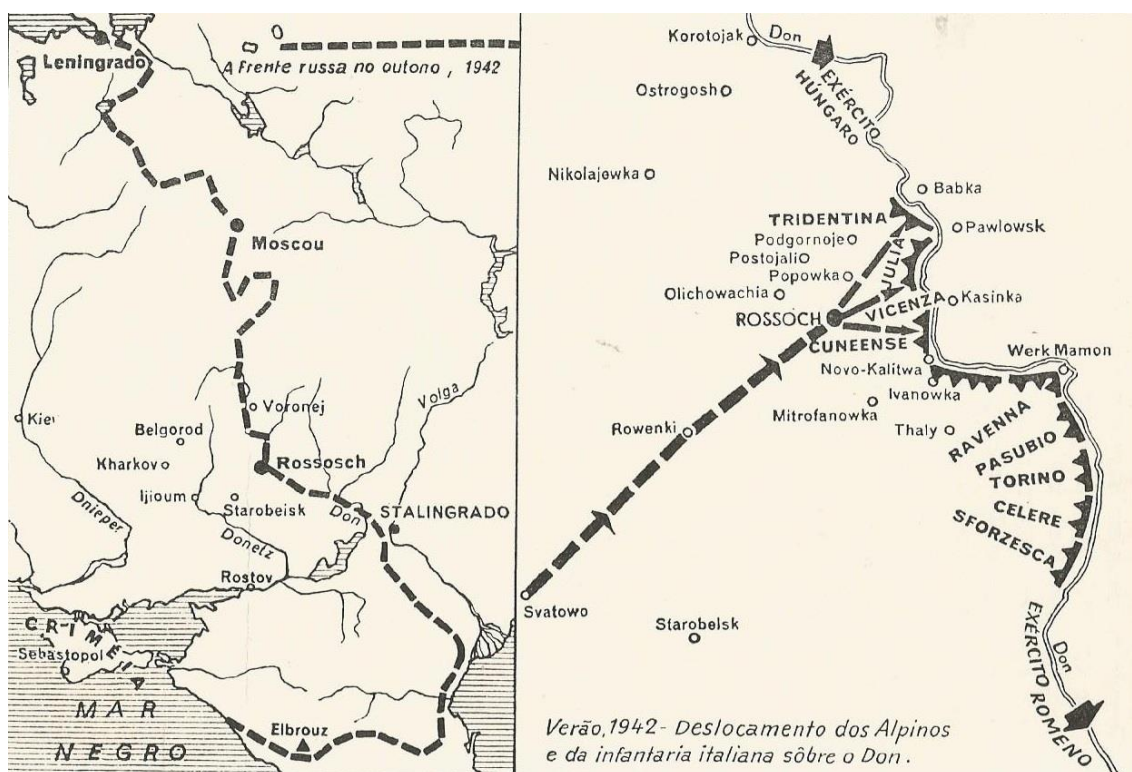 Leningrado
A frente russa no outono, 1942
Moscou
Kiev
Voronej
Belgorod
Kharkov
Rossosch
Volga
Ijioum
Starobeisk
Don
STALINGRADO
Dnieper
Donetz
Rostov
CRIMEIA
Sebastopol
MAR
NEGRO
Elbrouz
Korotojak
Don
Ostrogosh
EXÉRCITO
HÚNGARO
Nikolajewka
Babka
TRIDENTINA
Pawlowsk
Podgornoje
Postojali
JULIA
Popowka
Olichowachia
VICENZA
Kasinka
ROSSOCH
CUNEENSE
Werk Mamon
Novo-Kalitwa
Ivanowka
Mitrofanowka
Rowenki
Thaly
RAVENNA
PASUBIO
TORINO
CELERE
SFORZESCA
Svatowo
Starobelsk
Don
EXÉRCITO ROMENO
Verão, 1942 - Deslocamento dos Alpinos
e da infantaria italiana sôbre o Don.